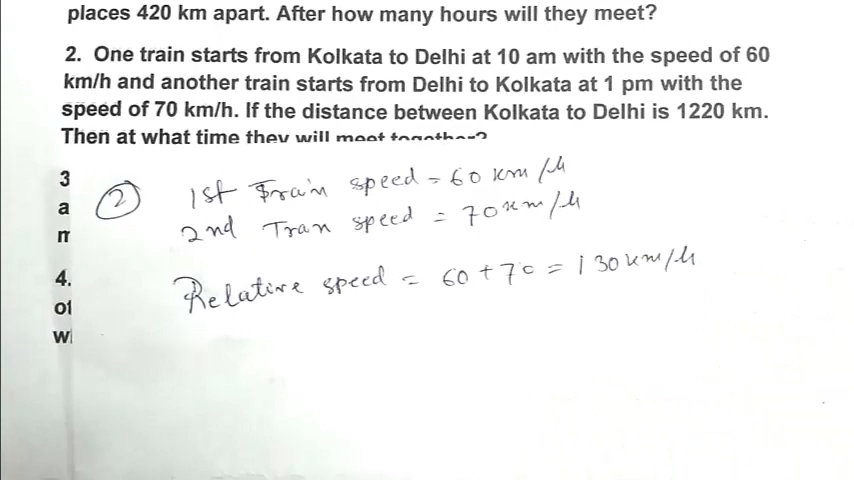 places 420 km apart. After how many hours will they meet?
2. One train starts from Kolkata to Delhi at 10 am with the speed of 60
km/h and another train starts from Delhi to Kolkata at 1 pm with the
speed of 70 km/h. If the distance between Kolkata to Delhi is 1220 km.
Then at what time they will meet together?
3
a
m
4.
of
w
2 1st Train speed = 60 km/h
2nd Tran speed = 70 km/h
Relative speed = 60 + 70 = 130 km/h